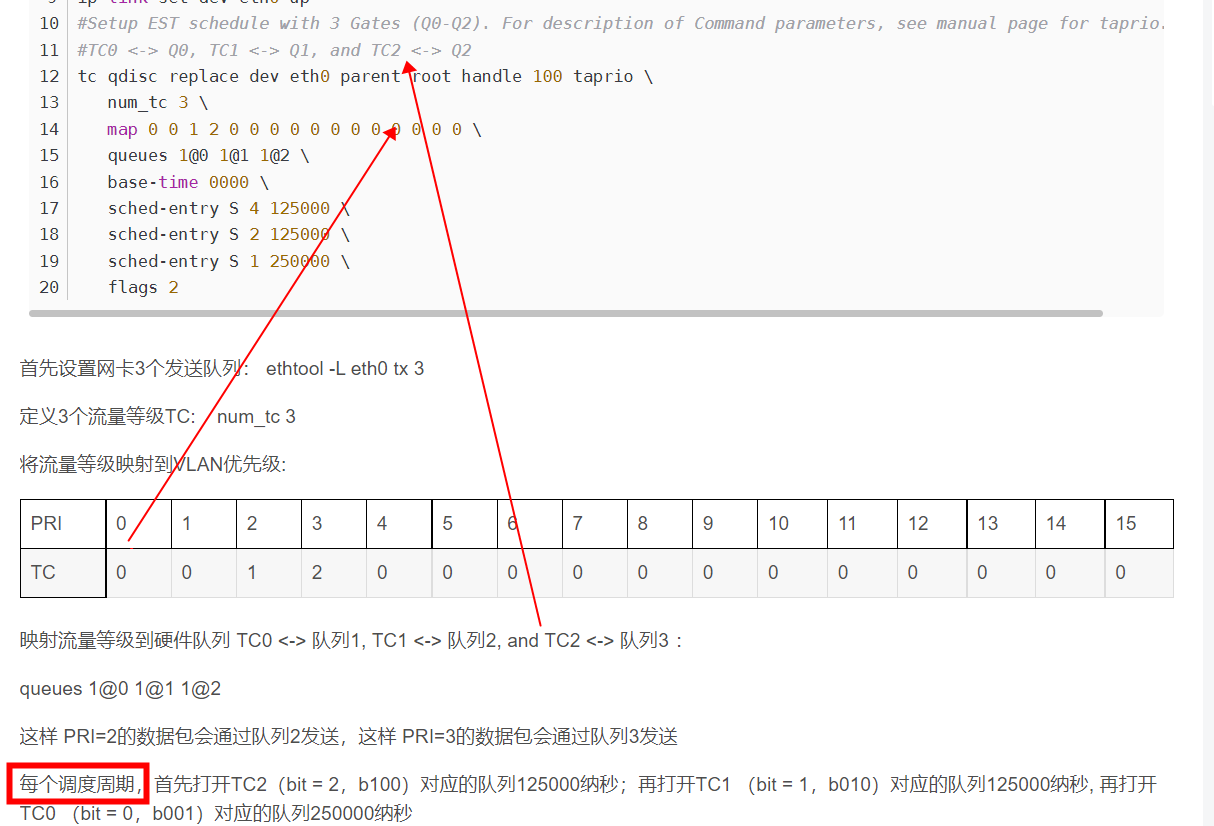 9 ip link set dev eth0 up
10 #Setup EST schedule with 3 Gates (Q0-Q2). For description of Command parameters, see manual page for taprio.
11 #TC0 <-> Q0, TC1 <-> Q1, and TC2 <-> Q2
12 tc qdisc replace dev eth0 parent root handle 100 taprio \
13 num_tc 3 \
14 map 0 0 1 2 0 0 0 0 0 0 0 0 0 0 0 0 \
15 queues 1@0 1@1 1@2 \
16 base-time 0000 \
17 sched-entry S 4 125000 \
18 sched-entry S 2 125000 \
19 sched-entry S 1 250000 \
20 flags 2
首先设置网卡3个发送队列: ethtool -L eth0 tx 3
定义3个流量等级TC: num_tc 3
将流量等级映射到VLAN优先级:
PRI 0 1 2 3 4 5 6 7 8 9 10 11 12 13 14 15
TC 0 0 1 2 0 0 0 0 0 0 0 0 0 0 0 0
映射流量等级到硬件队列 TC0 <-> 队列1, TC1 <-> 队列2, and TC2 <-> 队列3 :
queues 1@0 1@1 1@2
这样 PRI=2的数据包会通过队列2发送，这样 PRI=3的数据包会通过队列3发送
每个调度周期，首先打开TC2（bit = 2，b100）对应的队列125000纳秒；再打开TC1 （bit = 1，b010）对应的队列125000纳秒, 再打开
TC0 （bit = 0，b001）对应的队列250000纳秒